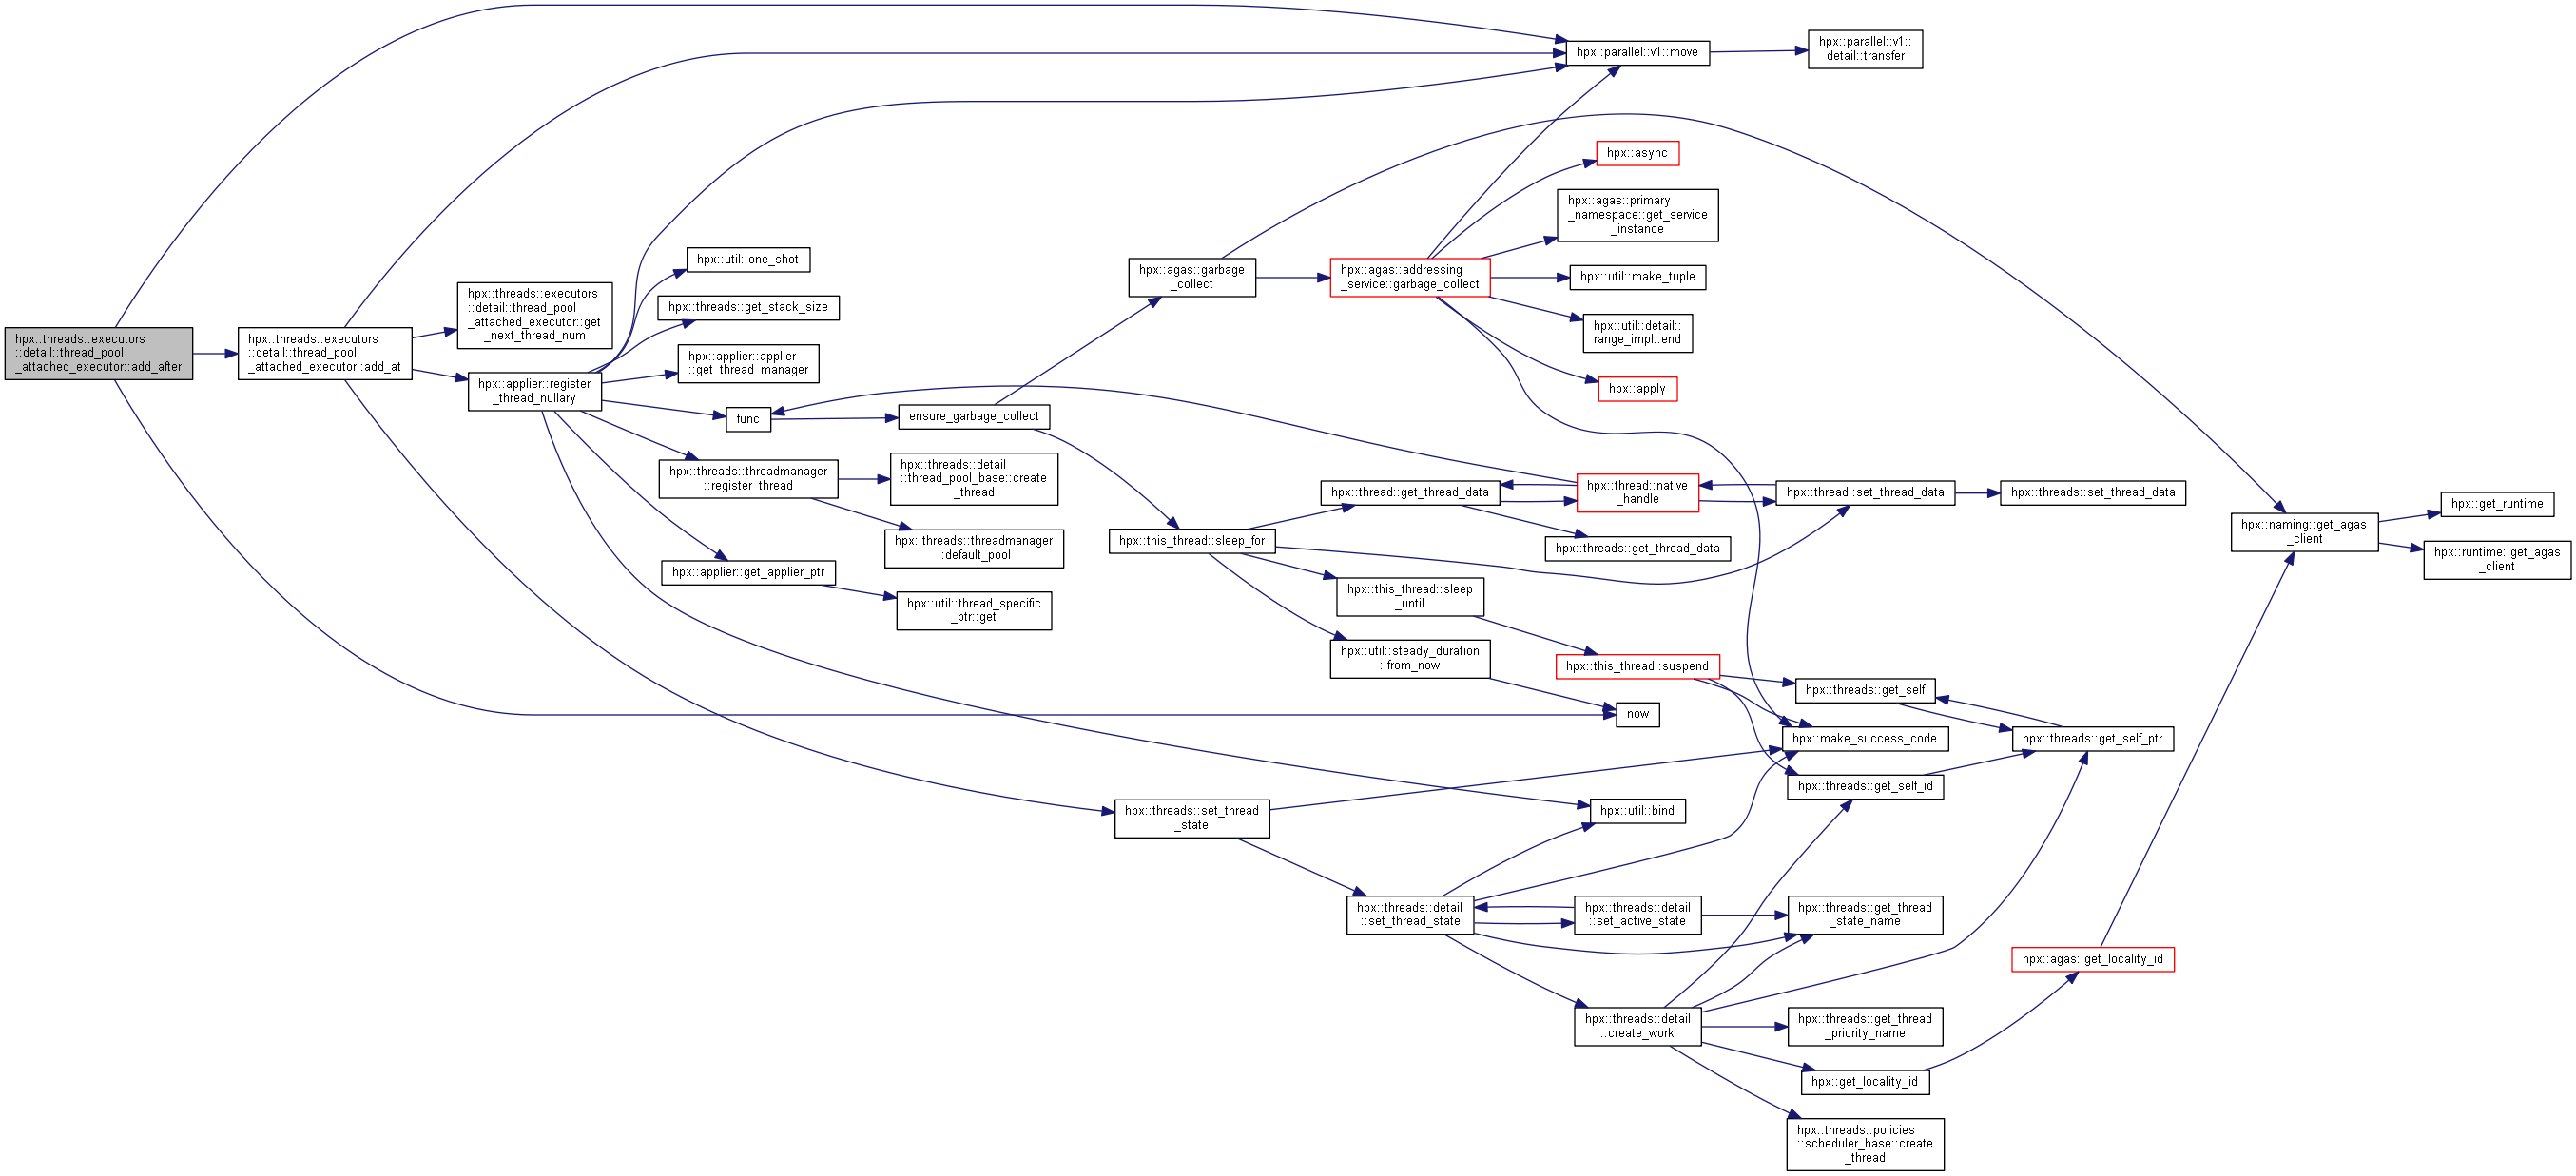 hpx::threads::executors
::detail::thread_pool
_attached_executor::add_after
hpx::threads::executors
::detail::thread_pool
_attached_executor::add_at
hpx::threads::executors
::detail::thread_pool
_attached_executor::get
_next_thread_num
hpx::applier::register
_thread_nullary
hpx::util::one_shot
hpx::threads::get_stack_size
hpx::applier::applier
::get_thread_manager
func
hpx::threads::threadmanager
::register_thread
hpx::applier::get_applier_ptr
ensure_garbage_collect
hpx::threads::detail
::thread_pool_base::create
_thread
hpx::threads::threadmanager
::default_pool
hpx::util::thread_specific
_ptr::get
hpx::agas::garbage
_collect
hpx::this_thread::sleep_for
hpx::threads::set_thread
_state
hpx::agas::addressing
_service::garbage_collect
hpx::thread::get_thread_data
hpx::this_thread::sleep
_until
hpx::util::steady_duration
::from_now
hpx::threads::detail
::set_thread_state
hpx::parallel::v1::move
hpx::async
hpx::agas::primary
_namespace::get_service
_instance
hpx::util::make_tuple
hpx::util::detail::
range_impl::end
hpx::apply
hpx::thread::native
_handle
hpx::threads::get_thread_data
hpx::this_thread::suspend
now
hpx::util::bind
hpx::threads::detail
::set_active_state
hpx::threads::detail
::create_work
hpx::parallel::v1::
detail::transfer
hpx::thread::set_thread_data
hpx::threads::get_self
hpx::make_success_code
hpx::threads::get_self_id
hpx::threads::get_thread
_state_name
hpx::threads::get_thread
_priority_name
hpx::get_locality_id
hpx::threads::policies
::scheduler_base::create
_thread
hpx::threads::set_thread_data
hpx::threads::get_self_ptr
hpx::agas::get_locality_id
hpx::naming::get_agas
_client
hpx::get_runtime
hpx::runtime::get_agas
_client